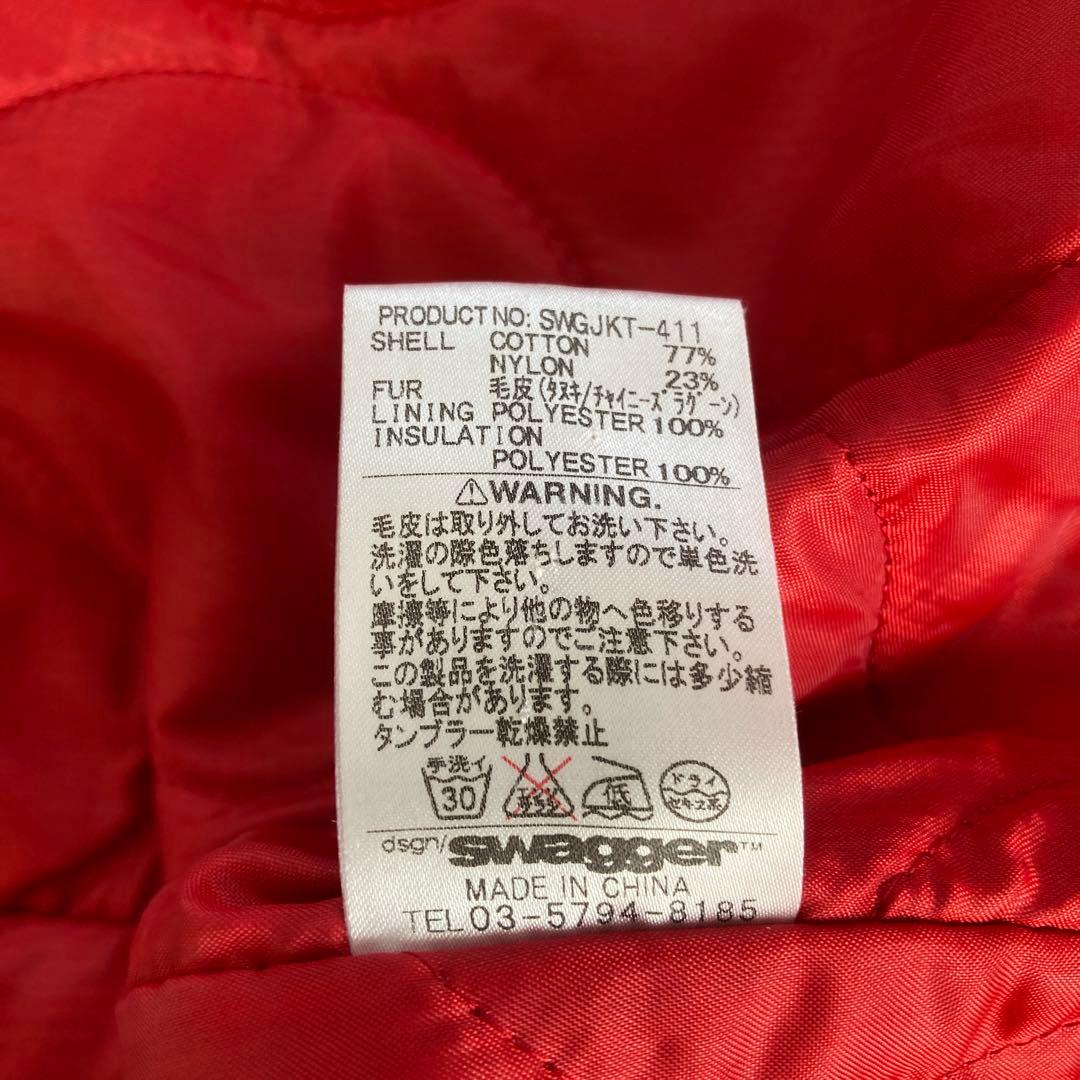 PRODUCT NO: SWGJKT-411
SHELL COTTON 77%
NYLON 23%
FUR 毛皮(ﾀﾇｷ/ﾁｬｲﾆｰｽﾞ ﾗｸﾞｰﾝ)
LINING POLYESTER 100%
INSULATION
POLYESTER 100%
⚠WARNING.
毛皮は取り外してお洗い下さい。
洗濯の際色落ちしますので単色洗
いをして下さい。
摩擦等により他の物へ色移りする
事がありますのでご注意下さい。
この製品を洗濯する際には多少縮
む場合があります。
タンブラー乾燥禁止
手洗イ 30 エンソサラシ 低 ドライ セキユ系
dsgn/swagger™
MADE IN CHINA
TEL 03-5794-8185